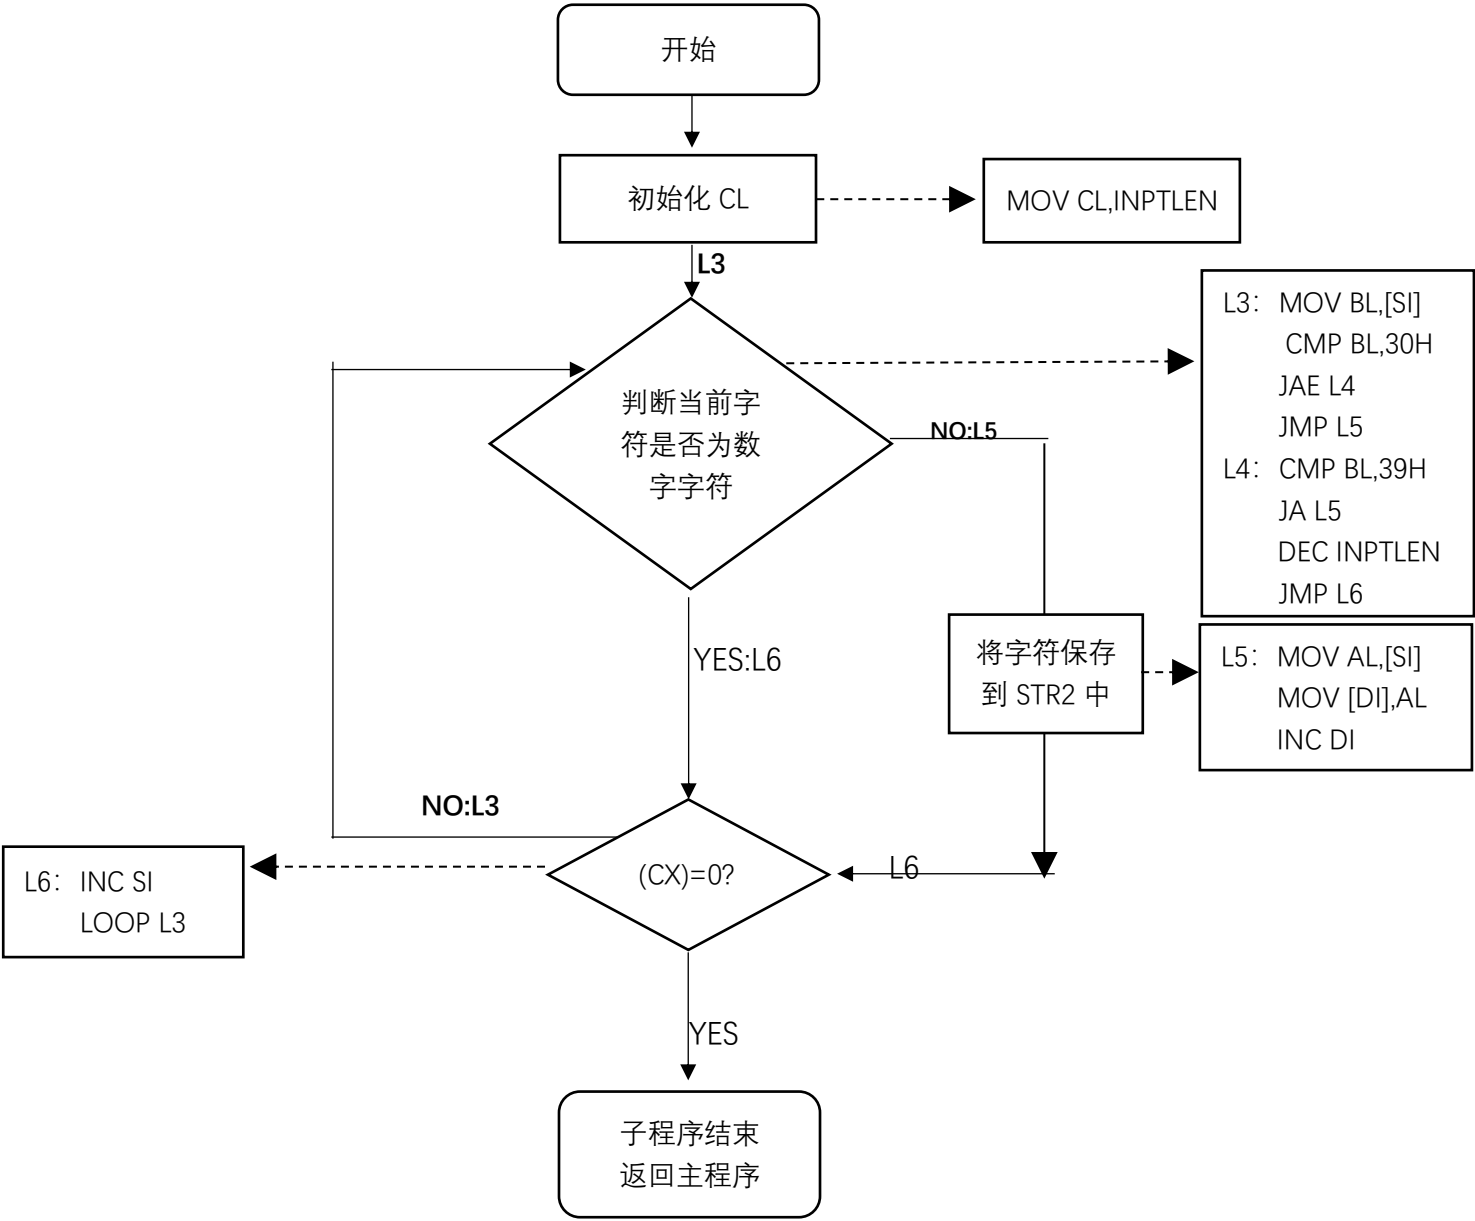 开始
初始化 CL
MOV CL,INPTLEN
L3
L3: MOV BL,[SI]
CMP BL,30H
JAE L4
JMP L5
L4: CMP BL,39H
JA L5
DEC INPTLEN
JMP L6
判断当前字
符是否为数
字字符
NO:L5
YES:L6
将字符保存
到 STR2 中
L5: MOV AL,[SI]
MOV [DI],AL
INC DI
NO:L3
L6: INC SI
LOOP L3
(CX)=0?
L6
YES
子程序结束
返回主程序